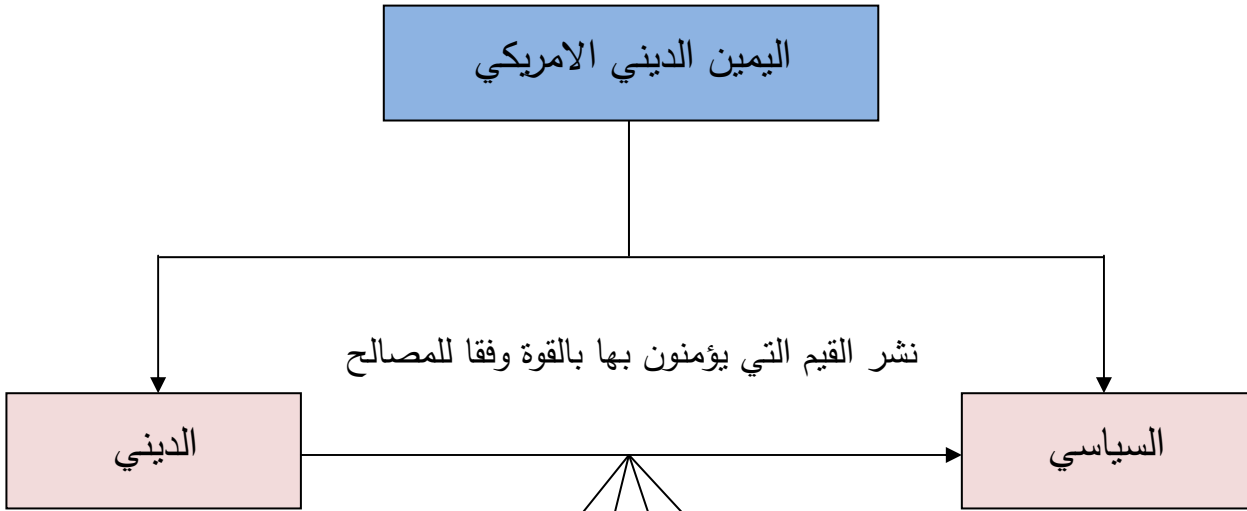 اليمين الديني الامريكي
نشر القيم التي يؤمنون بها بالقوة وفقا للمصالح
السياسي
الديني